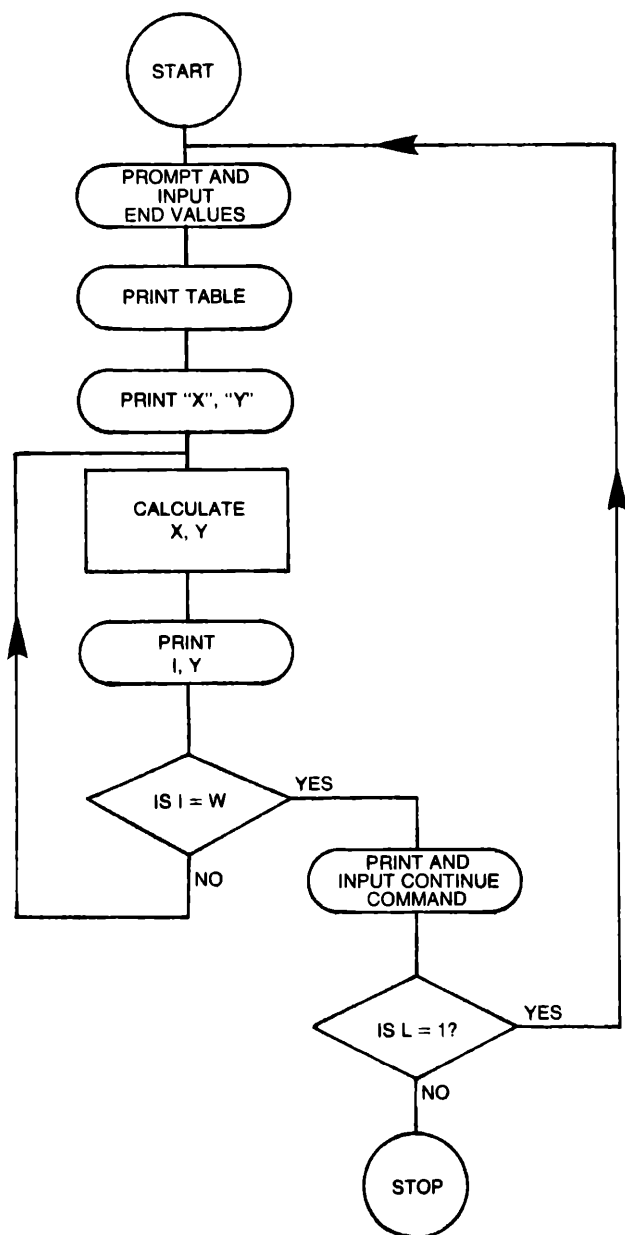 START
PROMPT AND
INPUT
END VALUES
PRINT TABLE
PRINT “X”, “Y”
CALCULATE
X, Y
PRINT
I, Y
IS I = W
YES
NO
PRINT AND
INPUT CONTINUE
COMMAND
IS L = 1?
YES
NO
STOP